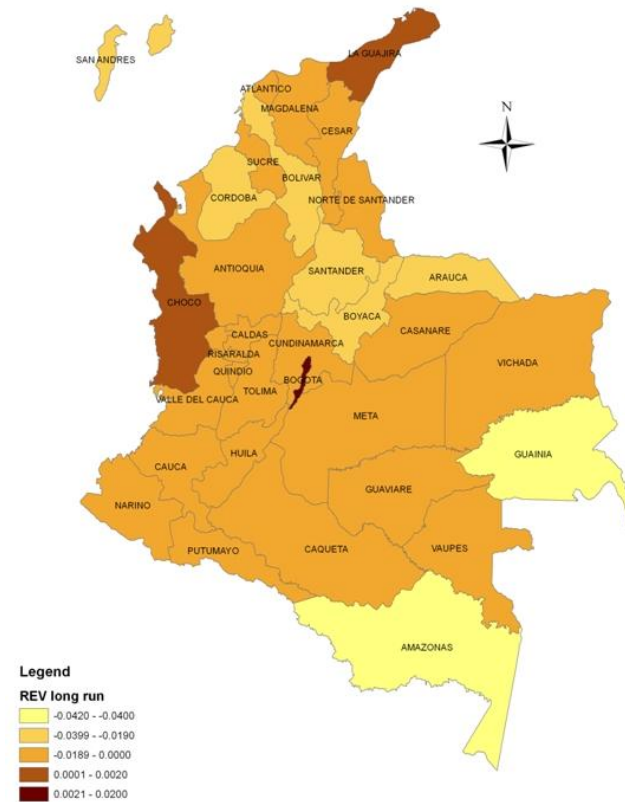 LA GUAJIRA
SAN ANDRES
ATLANTICO
MAGDALENA
N
CESAR
SUCRE
BOLIVAR
CORDOBA
NORTE DE SANTANDER
ANTIOQUIA
SANTANDER
ARAUCA
CHOCO
BOYACA
CALDAS
CASANARE
CUNDINAMARCA
RISARALDA
VICHADA
QUINDIO
BOGOTA
TOLIMA
VALLE DEL CAUCA
META
HUILA
GUAINIA
CAUCA
GUAVIARE
NARINO
PUTUMAYO
CAQUETA
VAUPES
AMAZONAS
Legend
REV long run
-0.0420 - -0.0400
-0.0399 - -0.0190
-0.0189 - 0.0000
0.0001 - 0.0020
0.0021 - 0.0200